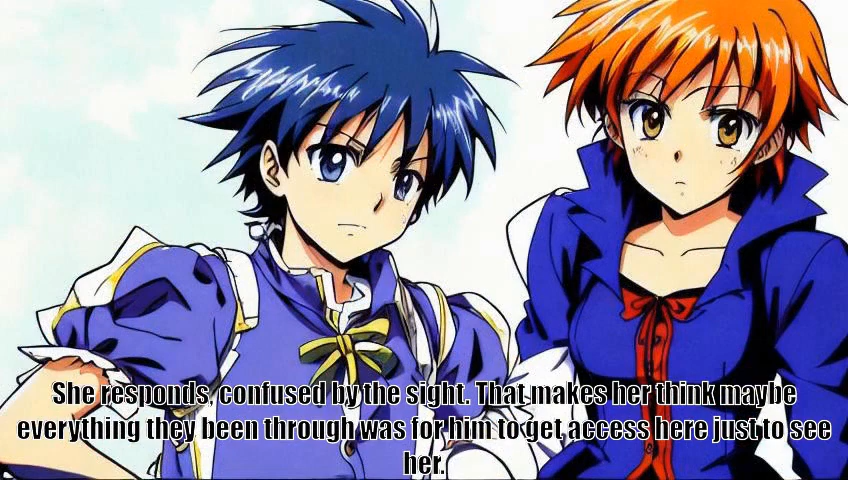 She responds, confused by the sight. That makes her think maybe
everything they been through was for him to get access here just to see
her.